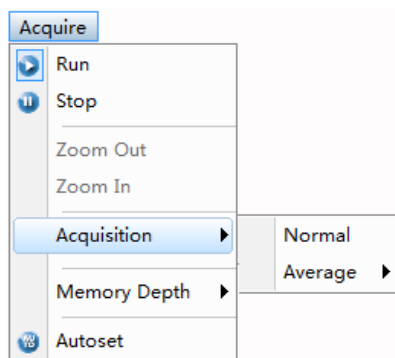 Acquire
Run
Stop
Zoom Out
Zoom In
Acquisition
Normal
Average
Memory Depth
Autoset